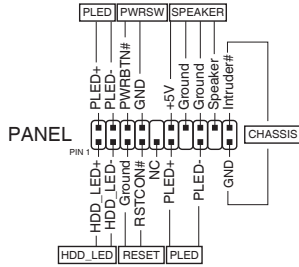 PLED PWRSW SPEAKER
PLED+
PLED-
PWRBTN#
GND
+5V
Ground
Ground
Speaker
Intruder#
PANEL
PIN 1
CHASSIS
HDD_LED+
HDD_LED-
Ground
RSTCON#
NC
PLED+
PLED-
GND
HDD_LED RESET PLED